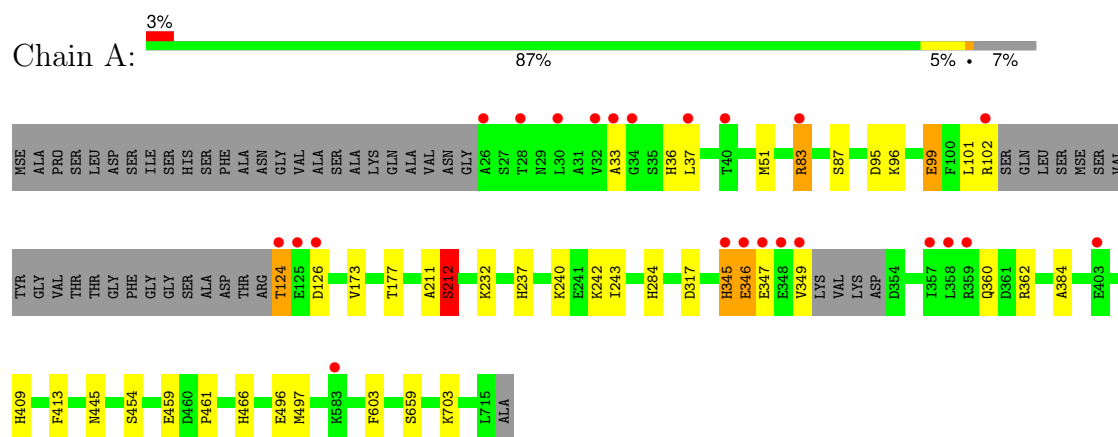 3%
Chain A:
87% 5% • 7%
MSE ALA PRO SER LEU ASP SER ILE SER HIS SER PHE ALA ASN GLY VAL ALA SER ALA LYS GLN ALA VAL ASN GLY A26 S27 T28 N29 L30 A31 V32 A33 G34 S35 H36 L37 T40 M51 R83 S87 D95 K96 E99 F100 L101 R102 SER GLN LEU SER MSE SER VAL
TYR GLY VAL THR THR GLY PHE GLY GLY SER ALA ASP THR ARG T124 E125 D126 V173 T177 A211 S212 K232 H237 K240 E241 K242 I243 H284 D317 H345 E346 E347 E348 V349 LYS VAL LYS ASP D354 I357 L358 R359 Q360 D361 R362 A384 E403
H409 F413 N445 S454 E459 D460 P461 H466 E496 M497 K583 F603 S659 K703 L715 ALA